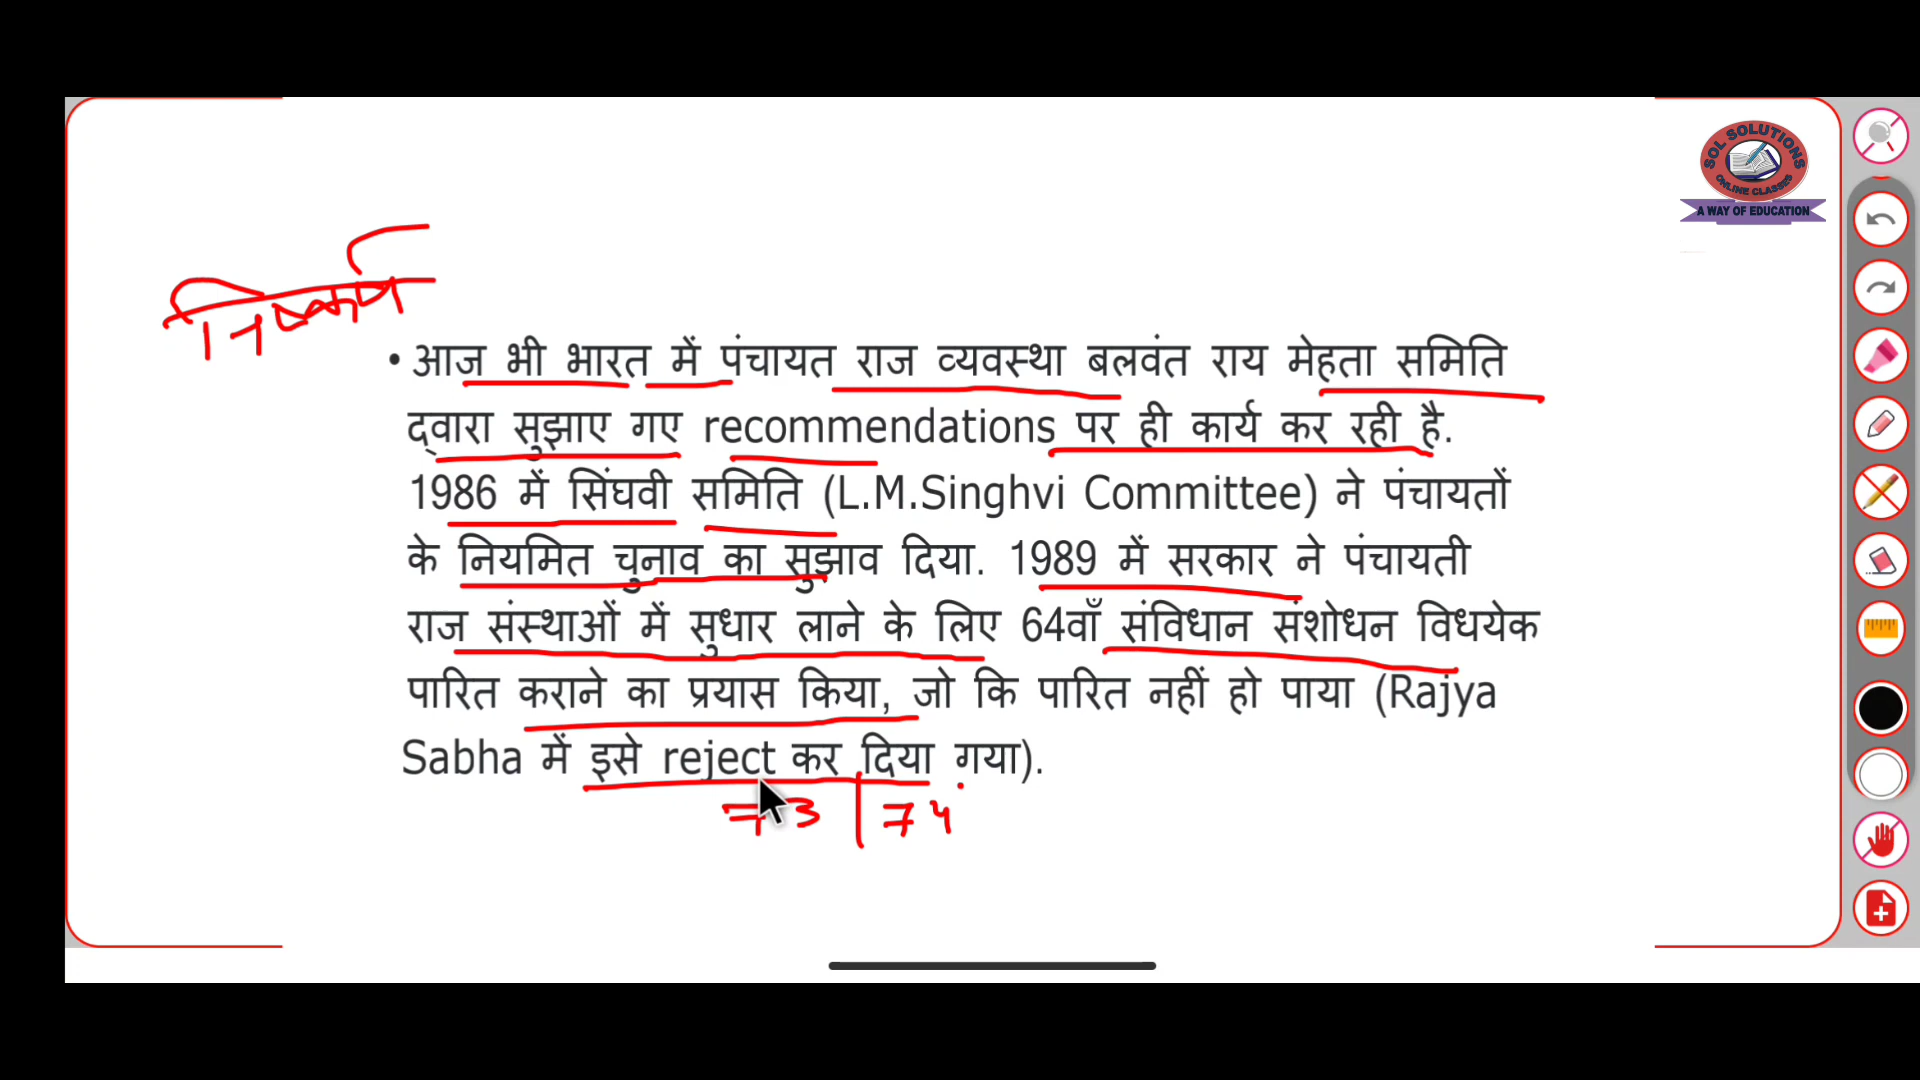 SOL SOLUTIONS
ONLINE CLASSES
A WAY OF EDUCATION
निष्कर्ष
• आज भी भारत में पंचायत राज व्यवस्था बलवंत राय मेहता समिति
द्वारा सुझाए गए recommendations पर ही कार्य कर रही है.
1986 में सिंघवी समिति (L.M.Singhvi Committee) ने पंचायतों
के नियमित चुनाव का सुझाव दिया. 1989 में सरकार ने पंचायती
राज संस्थाओं में सुधार लाने के लिए 64वाँ संविधान संशोधन विधयेक
पारित कराने का प्रयास किया, जो कि पारित नहीं हो पाया (Rajya
Sabha में इसे reject कर दिया गया).
73 | 74